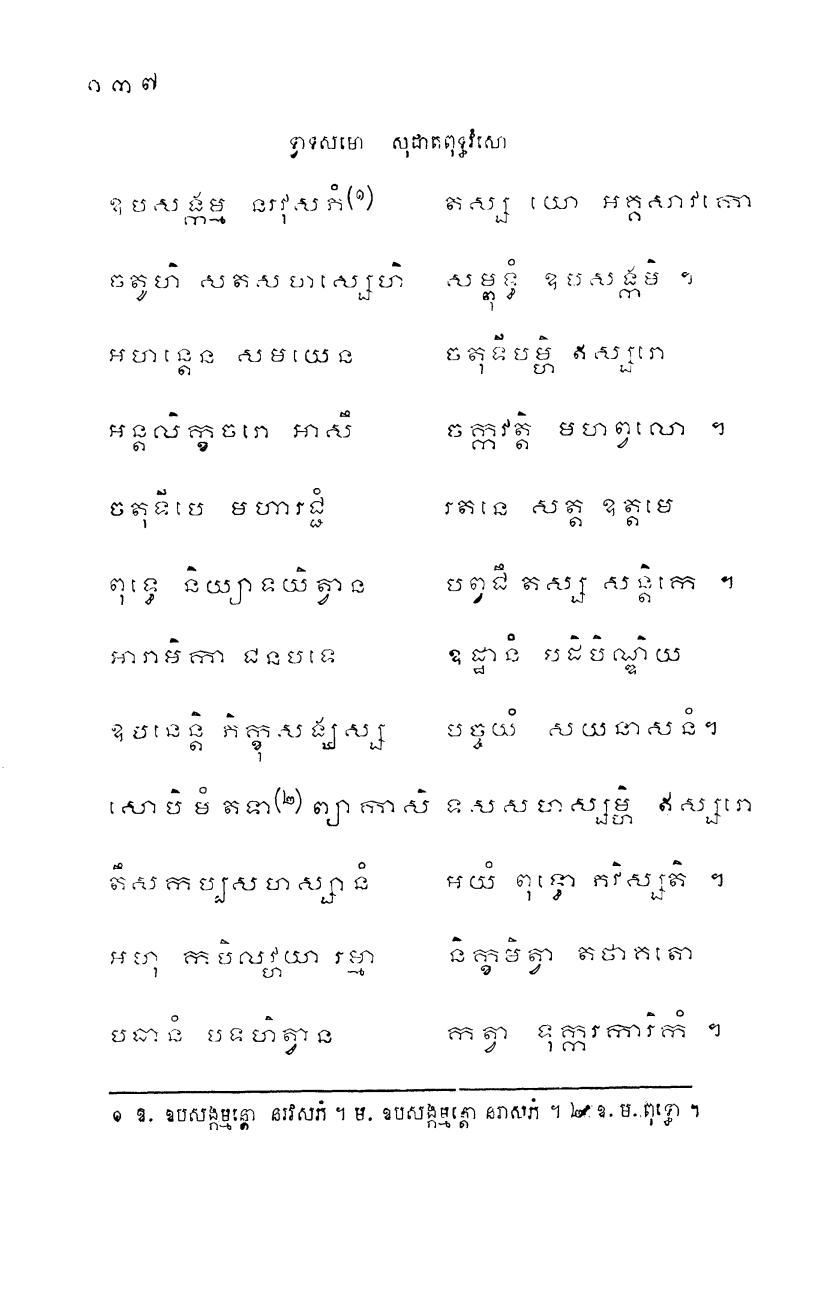 ១៣៧
ទ្វាទសមោ សុជាតពុទ្ធវំសោ
ឧបសង្កម្ម នរវុសភំ(១) តស្ស យោ អគ្គសាវកោ
ចតូហិ សតសហស្សេហិ សម្ពុទ្ធំ ឧបសង្កមិ ។
អហន្តេន សមយេន ចតុទីបម្ហិ ឥស្សរោ
អន្តលិក្ខចរោ អាសឹ ចក្កវត្តិ មហព្វលោ ។
ចតុទីបេ មហារជ្ជំ រតនេ សត្ត ឧត្តមេ
ពុទ្ធេ និយ្យាទយិត្វាន បព្វជឹ តស្ស សន្តិកេ ។
អារាមិកា ជនបទេ ឧដ្ឋានំ បដិបិណ្ឌិយ
ឧបនេន្តិ ភិក្ខុសង្ឃស្ស បច្ចយំ សយនាសនំ។
សោបិ មំ តទា(២) ព្យាកាសិ ទសសហស្សម្ហិ ឥស្សរោ
តឹសកប្បសហស្សានំ អយំ ពុទ្ធោ ភវិស្សតិ ។
អហុ កបិលវ្ហយា រម្មា និក្ខមិត្វា តថាគតោ
បធានំ បទហិត្វាន កត្វា ទុក្ករការិកំ ។
១ ឱ. ឧបសង្កម្មន្តោ នរវសភំ ។ ម. ឧបសង្កម្មន្តោ នរាសភំ ។ ២ ឱ. ម. ពុទ្ធោ ។